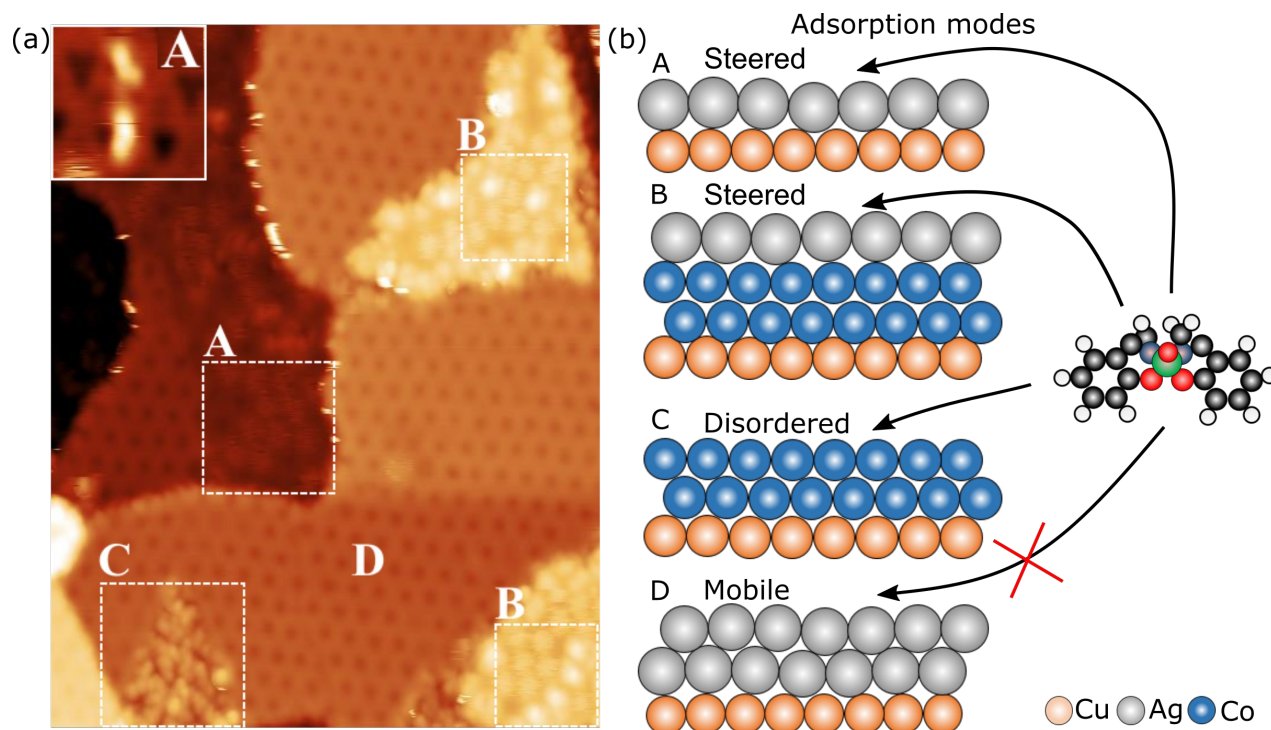 (a)
A
B
A
C
D
B
(b)
Adsorption modes
A Steered
B Steered
C Disordered
D Mobile
Cu Ag Co